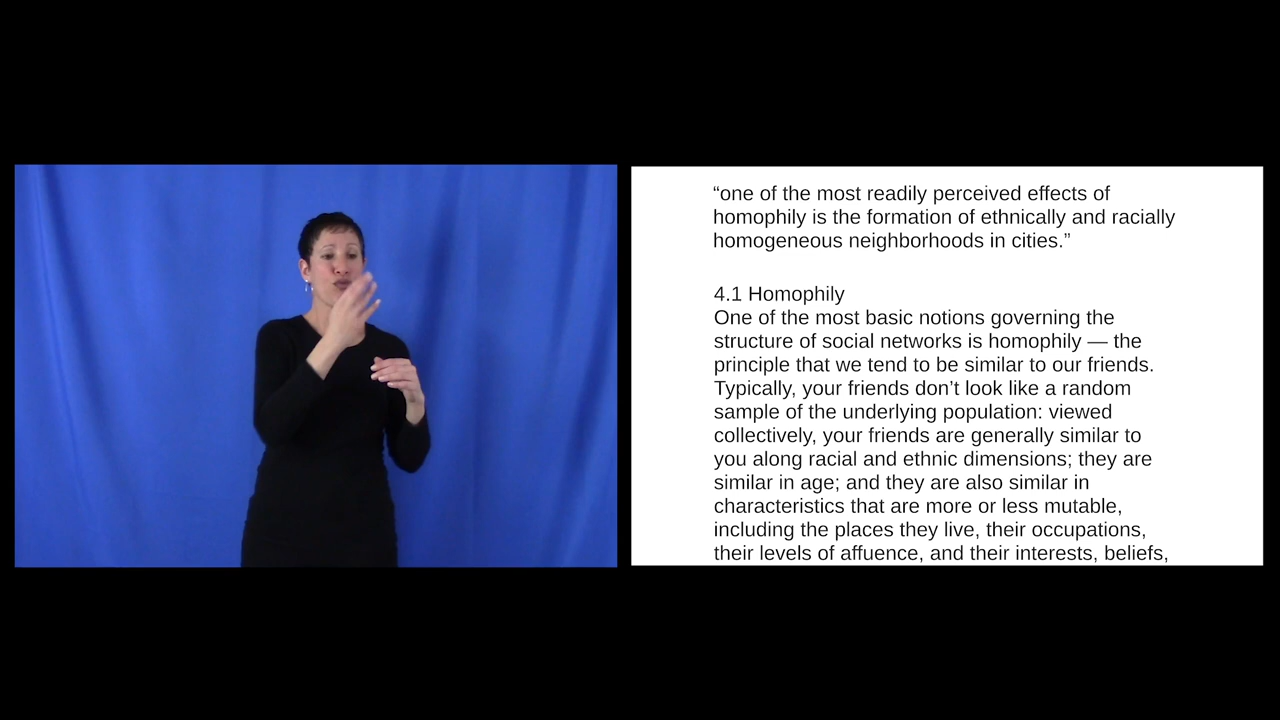 “one of the most readily perceived effects of
homophily is the formation of ethnically and racially
homogeneous neighborhoods in cities.”
4.1 Homophily
One of the most basic notions governing the
structure of social networks is homophily — the
principle that we tend to be similar to our friends.
Typically, your friends don’t look like a random
sample of the underlying population: viewed
collectively, your friends are generally similar to
you along racial and ethnic dimensions; they are
similar in age; and they are also similar in
characteristics that are more or less mutable,
including the places they live, their occupations,
their levels of affuence, and their interests, beliefs,